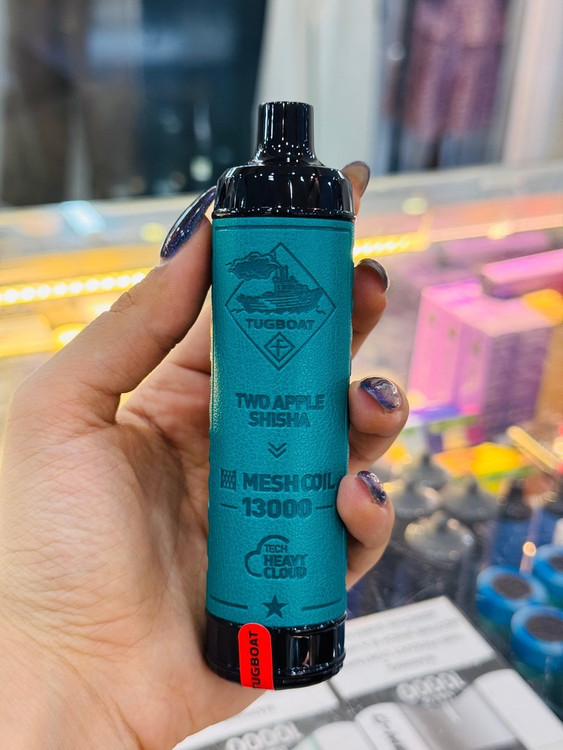 TUGBOAT
TWO APPLE
SHISHA
MESH COIL
13000
TECH
HEAVY
CLOUD
TUGBOAT